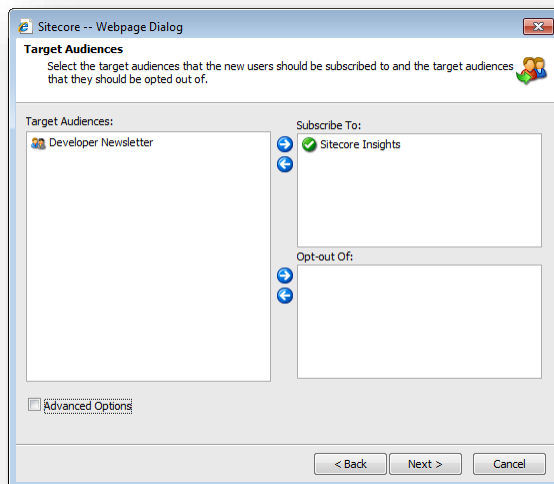 Sitecore -- Webpage Dialog
Target Audiences
Select the target audiences that the new users should be subscribed to and the target audiences
that they should be opted out of.
Target Audiences:
Developer Newsletter
Subscribe To:
Sitecore Insights
Opt-out Of:
Advanced Options
< Back
Next >
Cancel